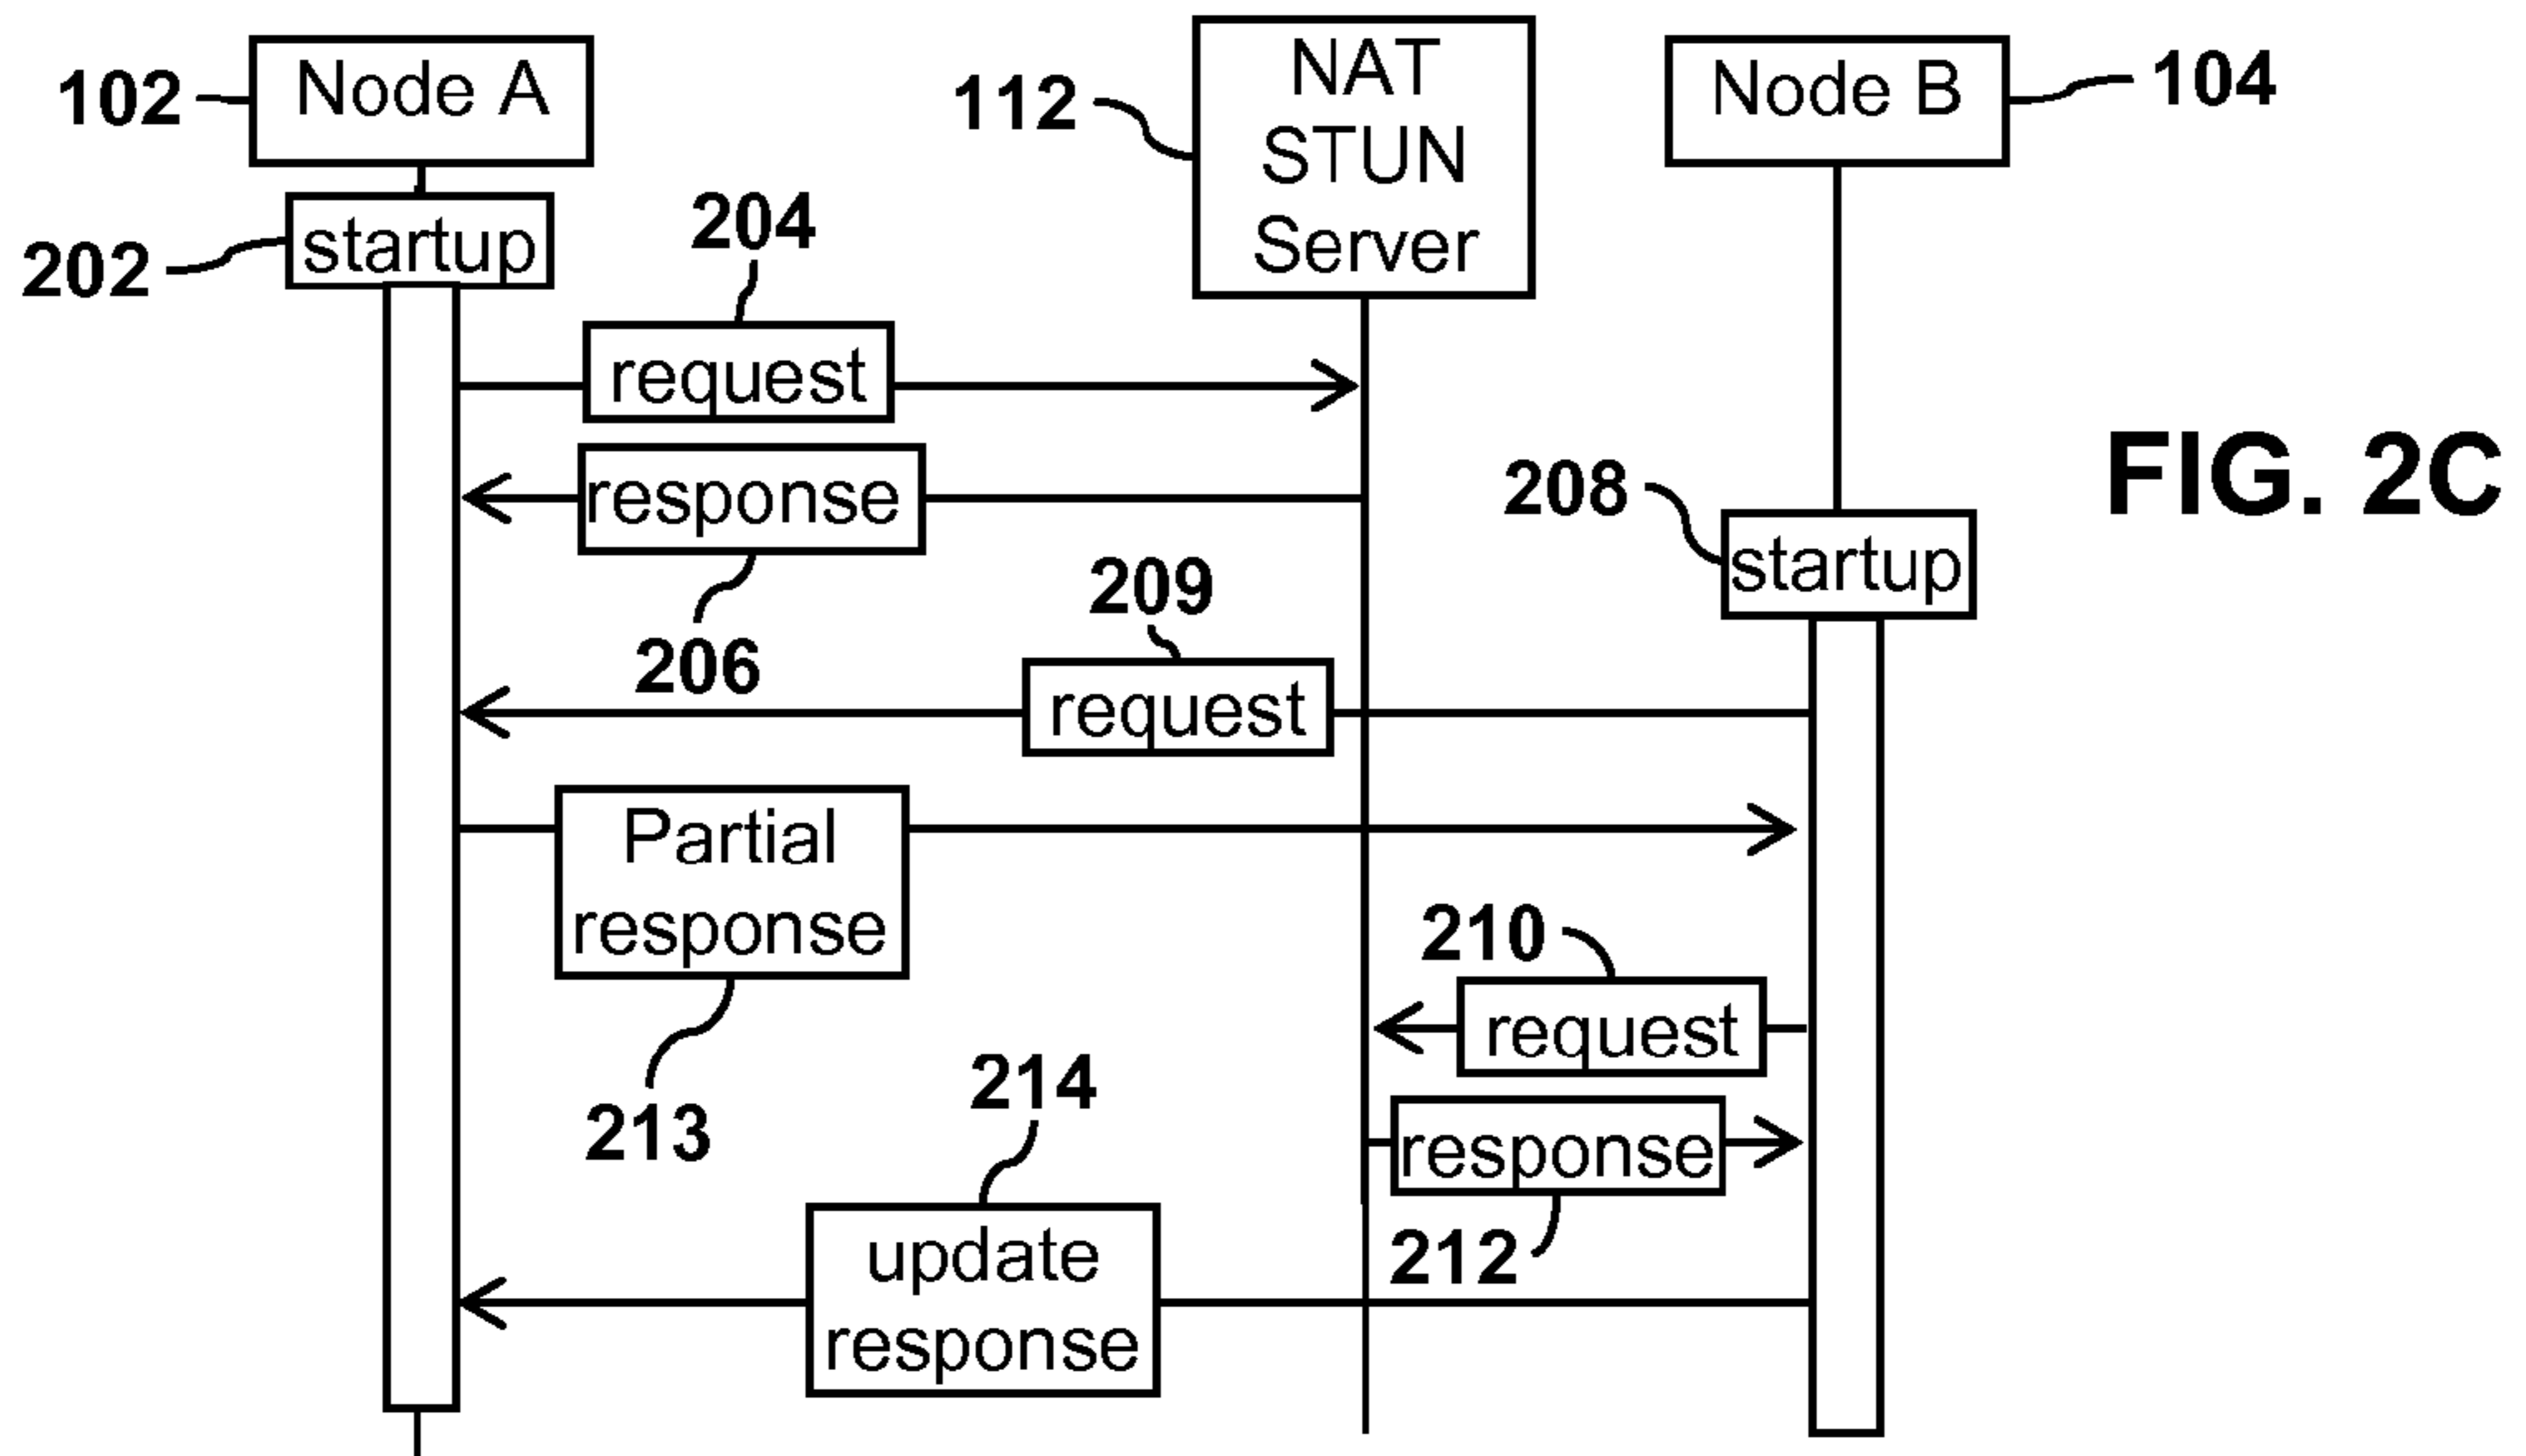 102
Node A
112
NAT
STUN
Server
Node B
104
202
startup
204
request
response
206
FIG. 2C
208
startup
209
request
Partial
response
213
210
request
response
212
214
update
response